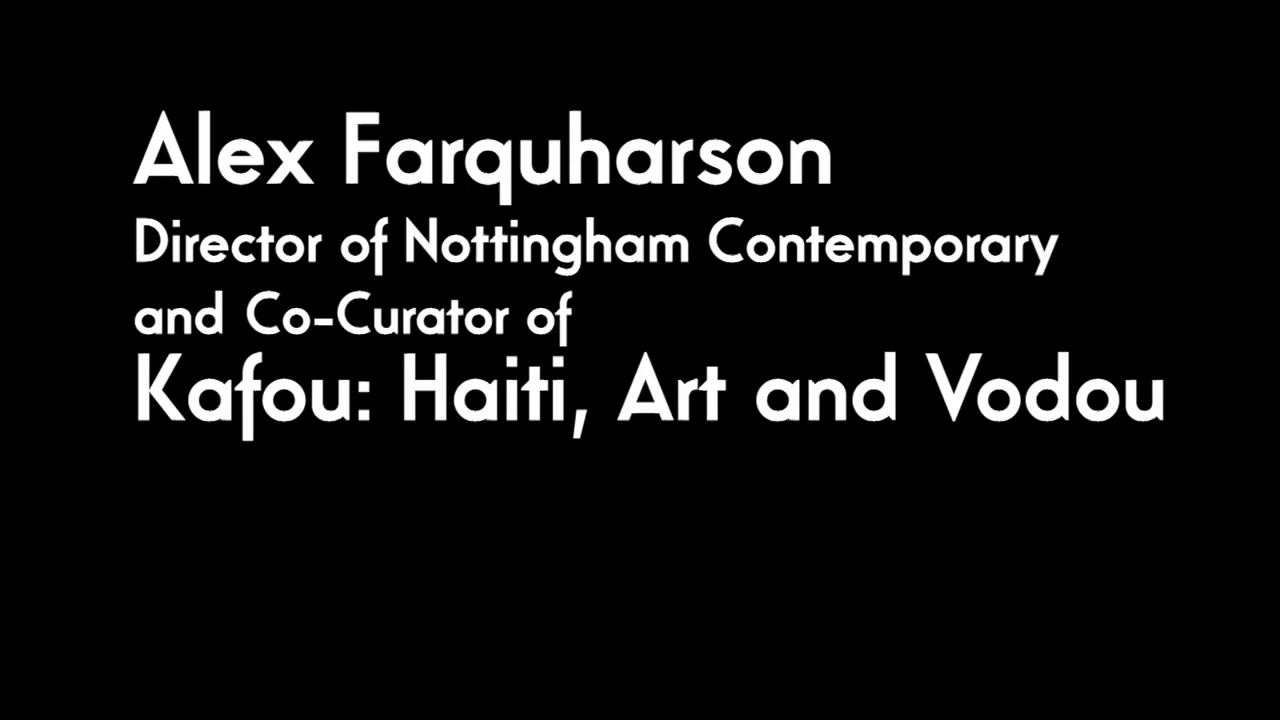 Alex Farquharson
Director of Nottingham Contemporary
and Co-Curator of
Kafou: Haiti, Art and Vodou